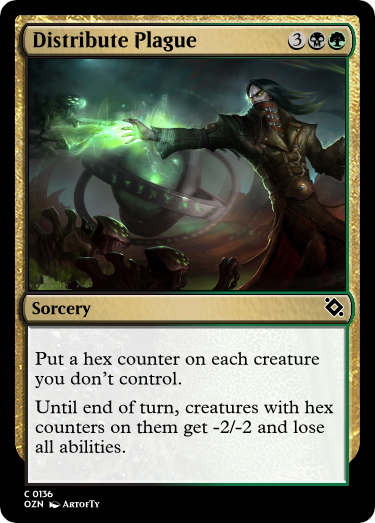 Distribute Plague 3
Sorcery
Put a hex counter on each creature
you don't control.
Until end of turn, creatures with hex
counters on them get -2/-2 and lose
all abilities.
C 0136
OZN ArtofTy